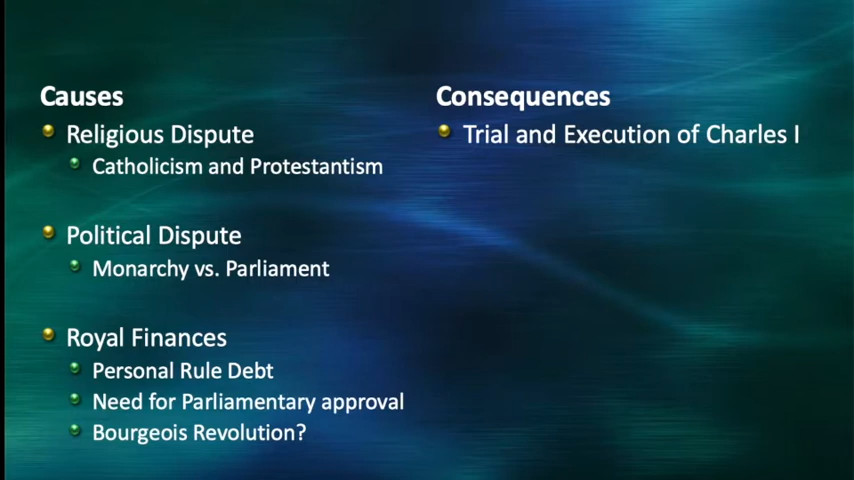 Causes
Religious Dispute
Catholicism and Protestantism
Political Dispute
Monarchy vs. Parliament
Royal Finances
Personal Rule Debt
Need for Parliamentary approval
Bourgeois Revolution?
Consequences
Trial and Execution of Charles I